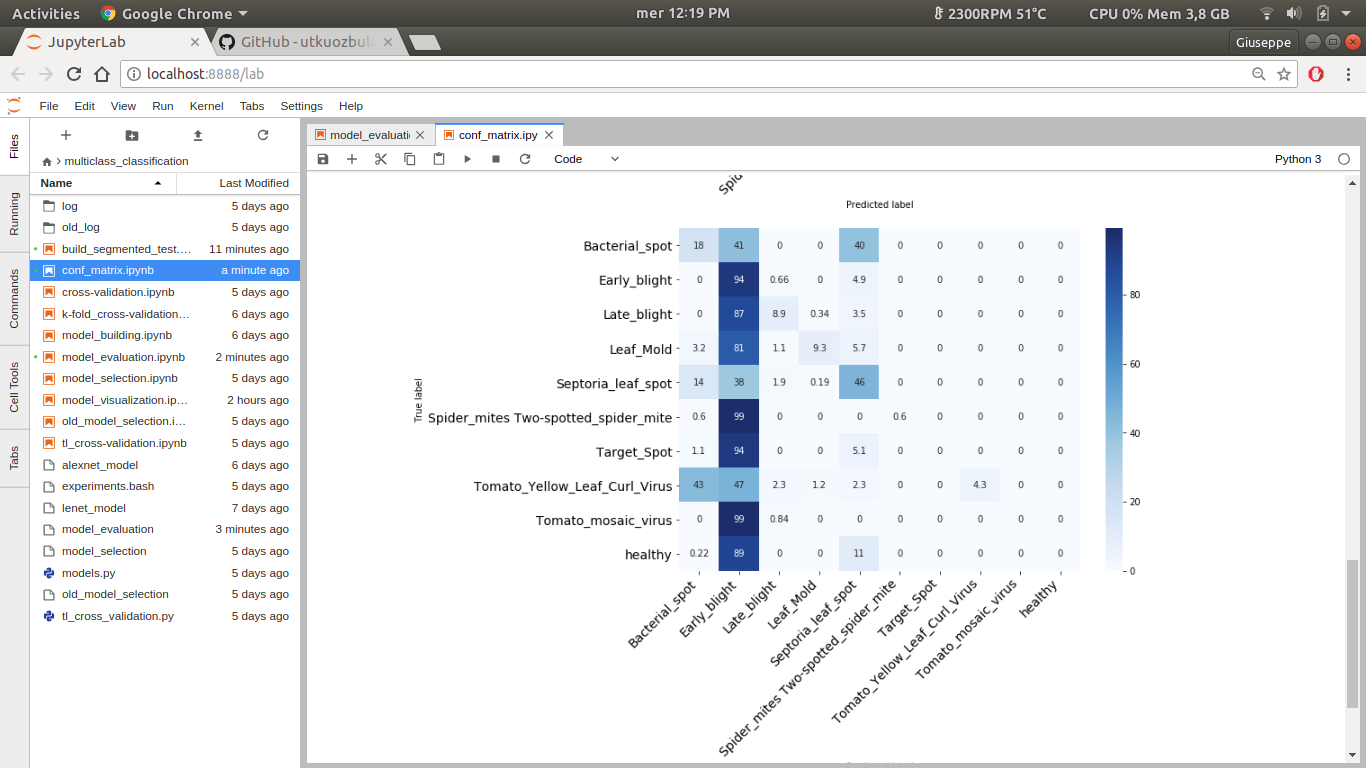 Activities Google Chrome mer 12:19 PM 2300RPM 51°C CPU 0% Mem 3,8 GB
JupyterLab GitHub - utkuozbula Giuseppe
localhost:8888/lab
File Edit View Run Kernel Tabs Settings Help
Files
Running
Commands
Cell Tools
Tabs
multiclass_classification
Name Last Modified
log 5 days ago
old_log 5 days ago
build_segmented_test.… 11 minutes ago
conf_matrix.ipynb a minute ago
cross-validation.ipynb 5 days ago
k-fold_cross-validation… 6 days ago
model_building.ipynb 6 days ago
model_evaluation.ipynb 2 minutes ago
model_selection.ipynb 5 days ago
model_visualization.ip… 2 hours ago
old_model_selection.i… 5 days ago
tl_cross-validation.ipynb 5 days ago
alexnet_model 6 days ago
experiments.bash 5 days ago
lenet_model 7 days ago
model_evaluation 3 minutes ago
model_selection 5 days ago
models.py 5 days ago
old_model_selection 5 days ago
tl_cross_validation.py 5 days ago
model_evaluati conf_matrix.ipy
Code Python 3
Spid
Predicted label
True label
Bacterial_spot 18 41 0 0 40 0 0 0 0 0
Early_blight 0 94 0.66 0 4.9 0 0 0 0 0
Late_blight 0 87 8.9 0.34 3.5 0 0 0 0 0
Leaf_Mold 3.2 81 1.1 9.3 5.7 0 0 0 0 0
Septoria_leaf_spot 14 38 1.9 0.19 46 0 0 0 0 0
Spider_mites Two-spotted_spider_mite 0.6 99 0 0 0 0.6 0 0 0 0
Target_Spot 1.1 94 0 0 5.1 0 0 0 0 0
Tomato_Yellow_Leaf_Curl_Virus 43 47 2.3 1.2 2.3 0 0 4.3 0 0
Tomato_mosaic_virus 0 99 0.84 0 0 0 0 0 0 0
healthy 0.22 89 0 0 11 0 0 0 0 0
Bacterial_spot
Early_blight
Late_blight
Leaf_Mold
Septoria_leaf_spot
Spider_mites Two-spotted_spider_mite
Target_Spot
Tomato_Yellow_Leaf_Curl_Virus
Tomato_mosaic_virus
healthy
80
60
40
20
0